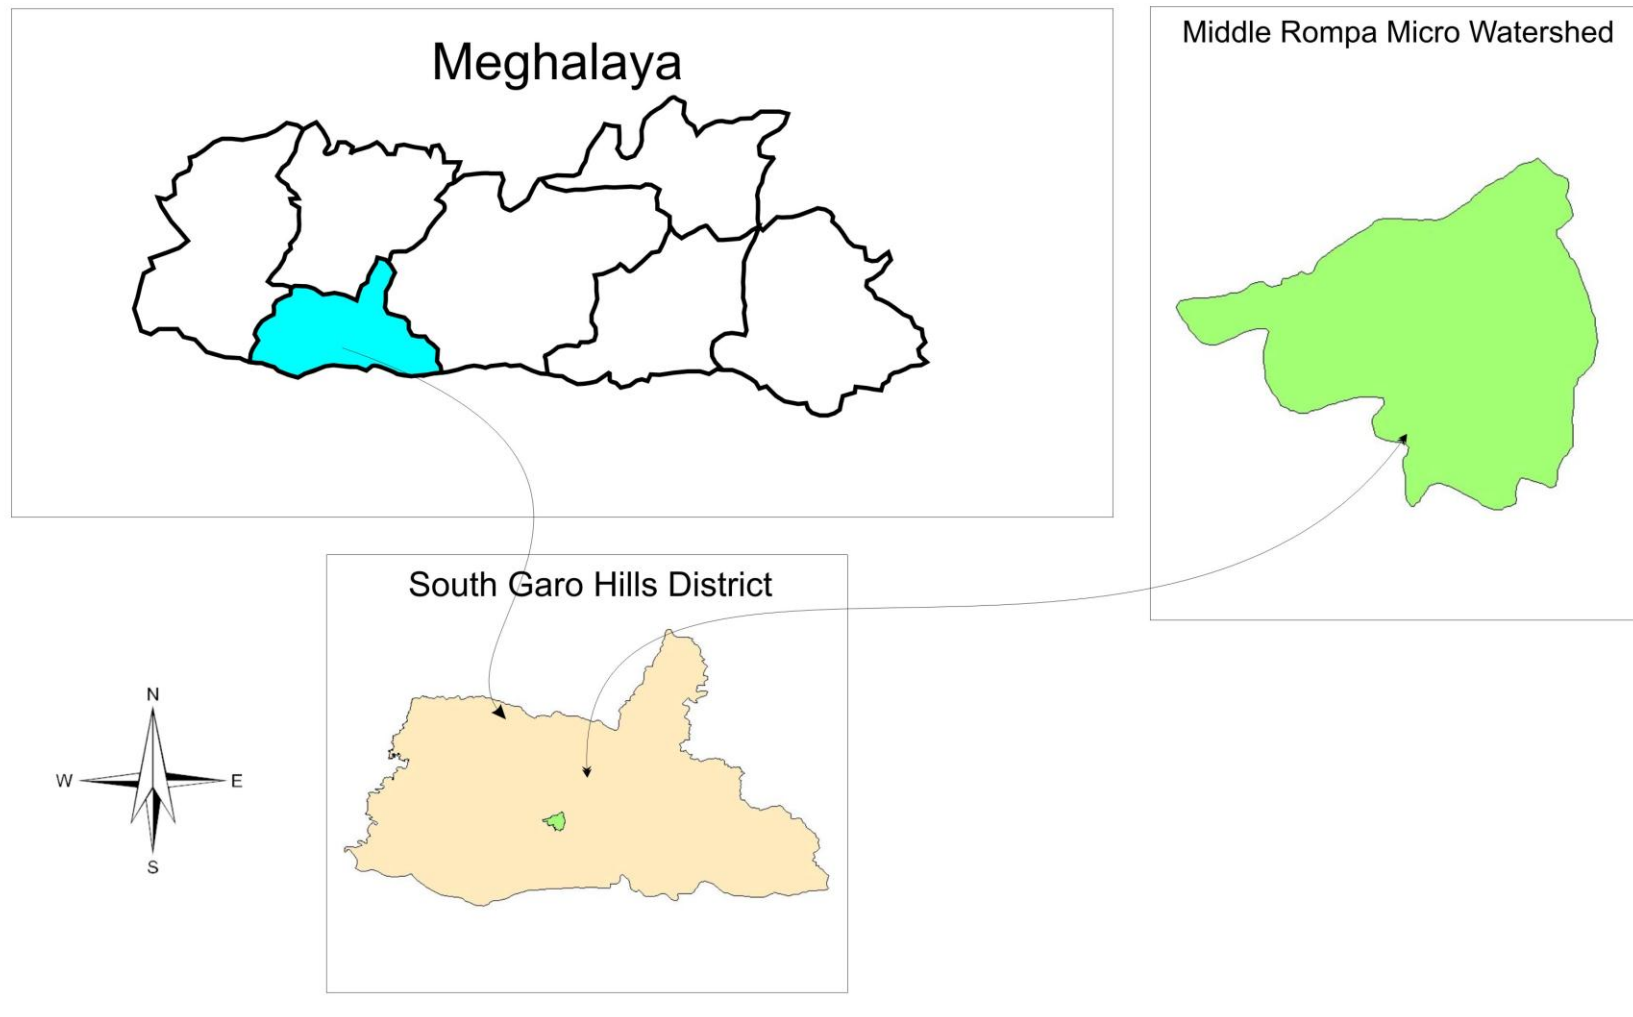 Meghalaya
Middle Rompa Micro Watershed
South Garo Hills District
N
W
E
S